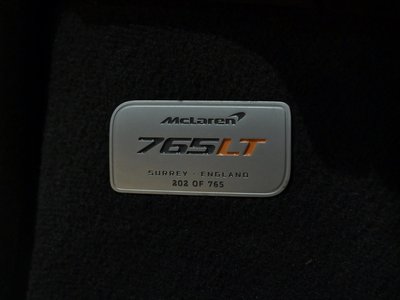 McLaren
765LT
SURREY · ENGLAND
202 OF 765